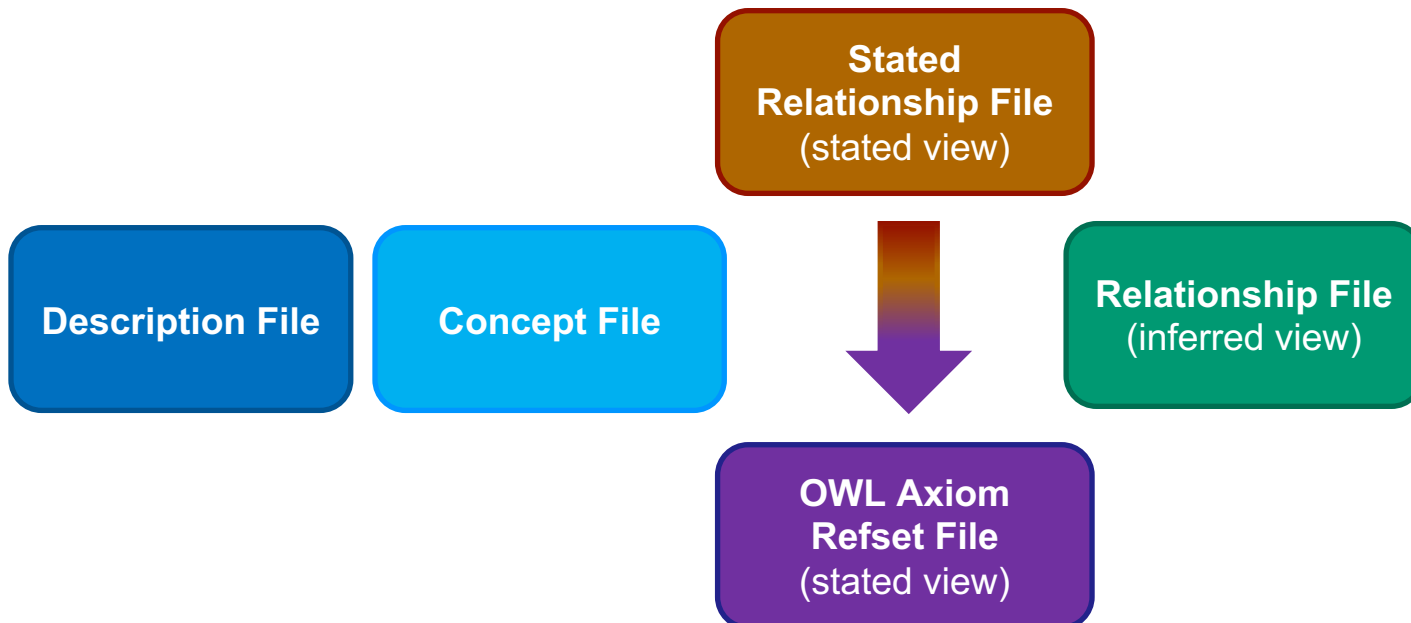 Stated
Relationship File
(stated view)
Description File
Concept File
Relationship File
(inferred view)
OWL Axiom
Refset File
(stated view)